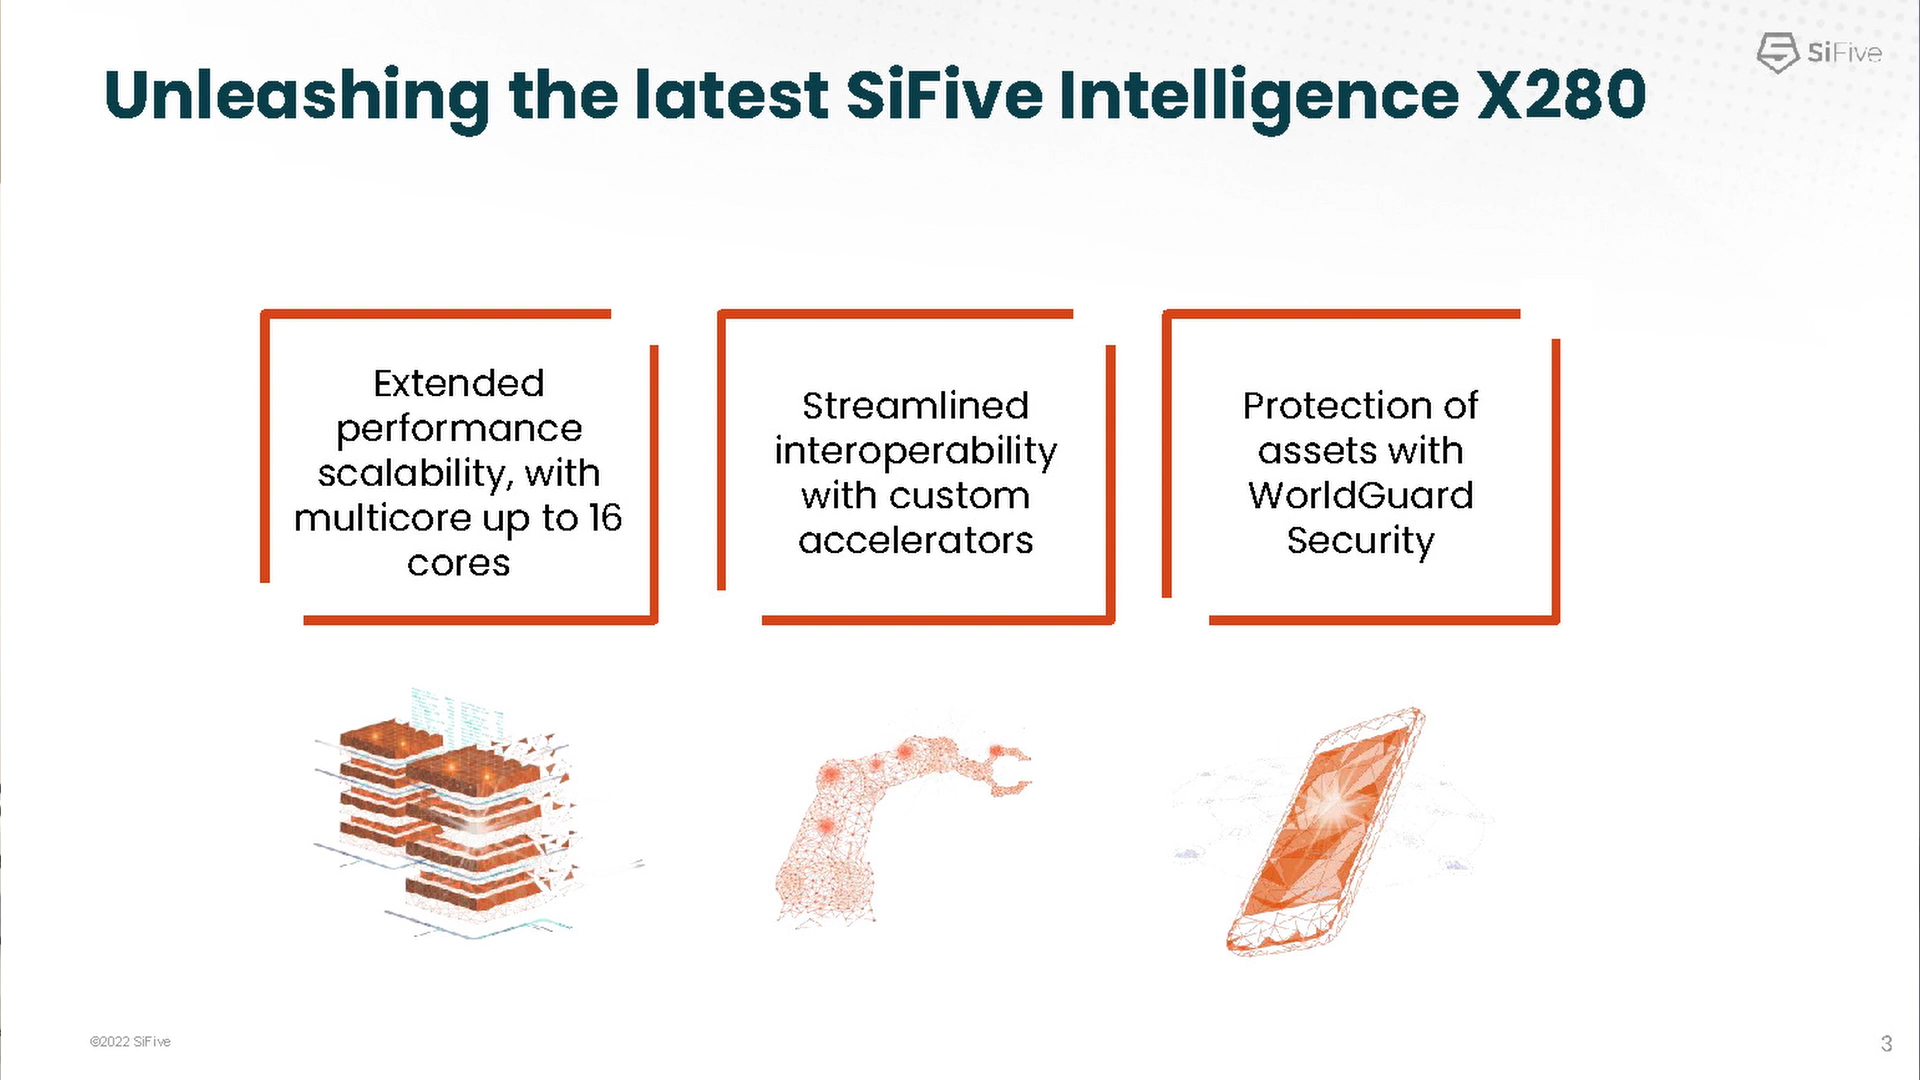 Unleashing the latest SiFive Intelligence X280
SiFive
Extended
performance
scalability, with
multicore up to 16
cores
Streamlined
interoperability
with custom
accelerators
Protection of
assets with
WorldGuard
Security
©2022 SiFive
3